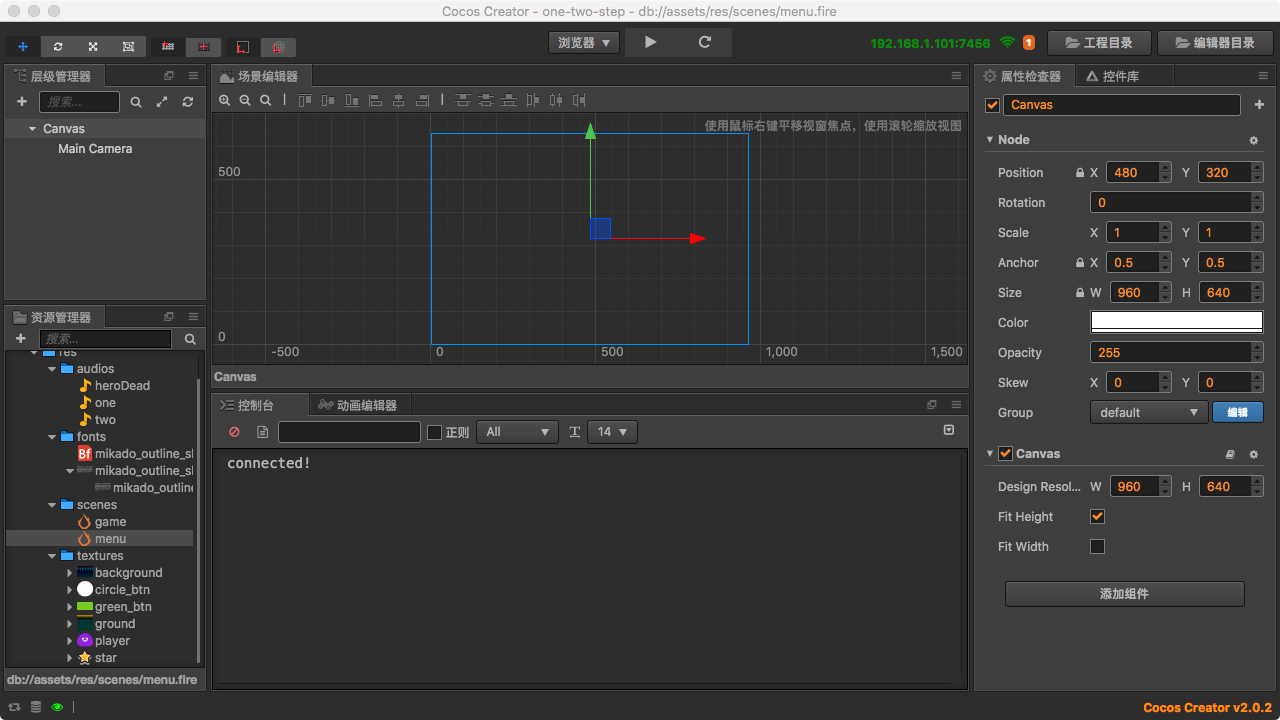 Cocos Creator - one-two-step - db://assets/res/scenes/menu.fire
浏览器
192.168.1.101:7456
1
工程目录
编辑器目录
层级管理器
搜索...
Canvas
Main Camera
资源管理器
搜索...
res
audios
heroDead
one
two
fonts
Bf
mikado_outline_sl
mikado_outline_sl
mikado_outline
scenes
game
menu
textures
background
circle_btn
green_btn
ground
player
star
db://assets/res/scenes/menu.fire
场景编辑器
使用鼠标右键平移视窗焦点，使用滚轮缩放视图
500
0
-500
0
500
1,000
1,500
Canvas
控制台
动画编辑器
正则
All
14
connected!
属性检查器
控件库
Canvas
Node
Position X 480 Y 320
Rotation 0
Scale X 1 Y 1
Anchor X 0.5 Y 0.5
Size W 960 H 640
Color
Opacity 255
Skew X 0 Y 0
Group default 编辑
Canvas
Design Resol... W 960 H 640
Fit Height
Fit Width
添加组件
Cocos Creator v2.0.2